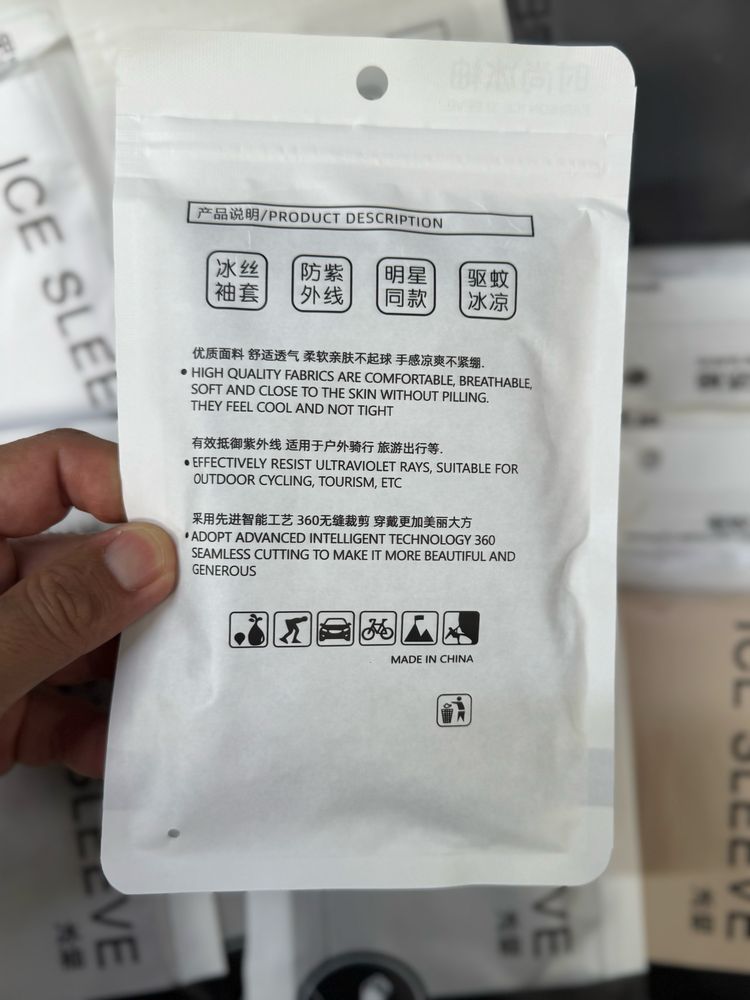 产品说明/PRODUCT DESCRIPTION
冰丝
袖套
防紫
外线
明星
同款
驱蚊
冰凉
优质面料 舒适透气 柔软亲肤不起球 手感凉爽不紧绷.
• HIGH QUALITY FABRICS ARE COMFORTABLE, BREATHABLE,
SOFT AND CLOSE TO THE SKIN WITHOUT PILLING.
THEY FEEL COOL AND NOT TIGHT
有效抵御紫外线 适用于户外骑行 旅游出行等.
• EFFECTIVELY RESIST ULTRAVIOLET RAYS, SUITABLE FOR
OUTDOOR CYCLING, TOURISM, ETC
采用先进智能工艺 360无缝裁剪 穿戴更加美丽大方
• ADOPT ADVANCED INTELLIGENT TECHNOLOGY 360
SEAMLESS CUTTING TO MAKE IT MORE BEAUTIFUL AND
GENEROUS
MADE IN CHINA
时尚冰袖
ICE SLEE
ICE SLEEVE
EVE